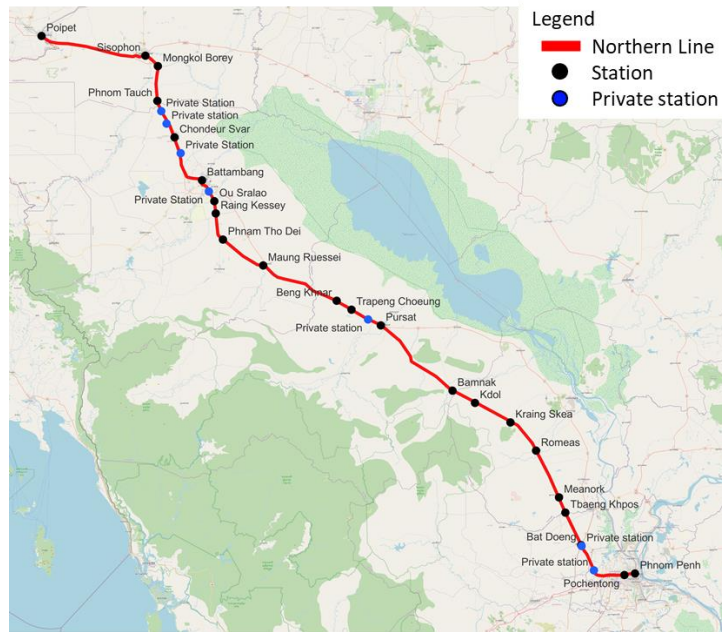 Poipet
Sisophon
Mongkol Borey
Phnom Tauch
Private Station
Private station
Chondeur Svar
Private Station
Battambang
Private Station
Ou Sralao
Raing Kessey
Phnam Tho Dei
Maung Ruessei
Beng Khnar
Trapeng Choeung
Private station
Pursat
Bamnak
Kdol
Kraing Skea
Romeas
Meanork
Tbaeng Khpos
Bat Doeng
Private station
Private station
Pochentong
Phnom Penh
Legend
Northern Line
Station
Private station